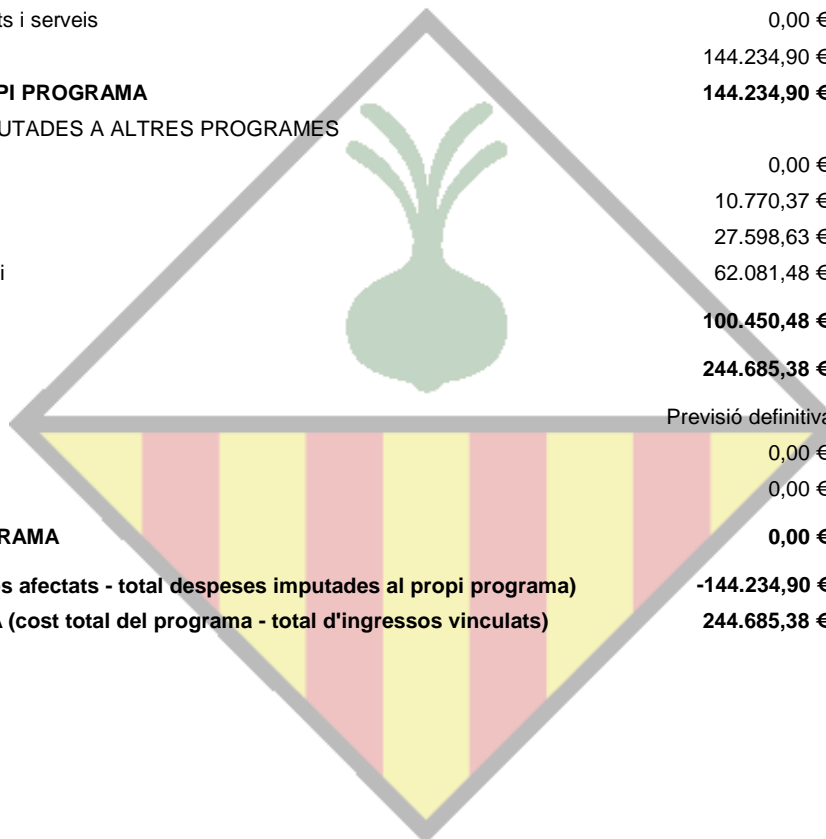 ts i serveis 0,00 €
144.234,90 €
PI PROGRAMA 144.234,90 €
UTADES A ALTRES PROGRAMES
0,00 €
10.770,37 €
27.598,63 €
i 62.081,48 €
100.450,48 €
244.685,38 €
Previsió definitiva
0,00 €
0,00 €
RAMA 0,00 €
s afectats - total despeses imputades al propi programa) -144.234,90 €
A (cost total del programa - total d'ingressos vinculats) 244.685,38 €